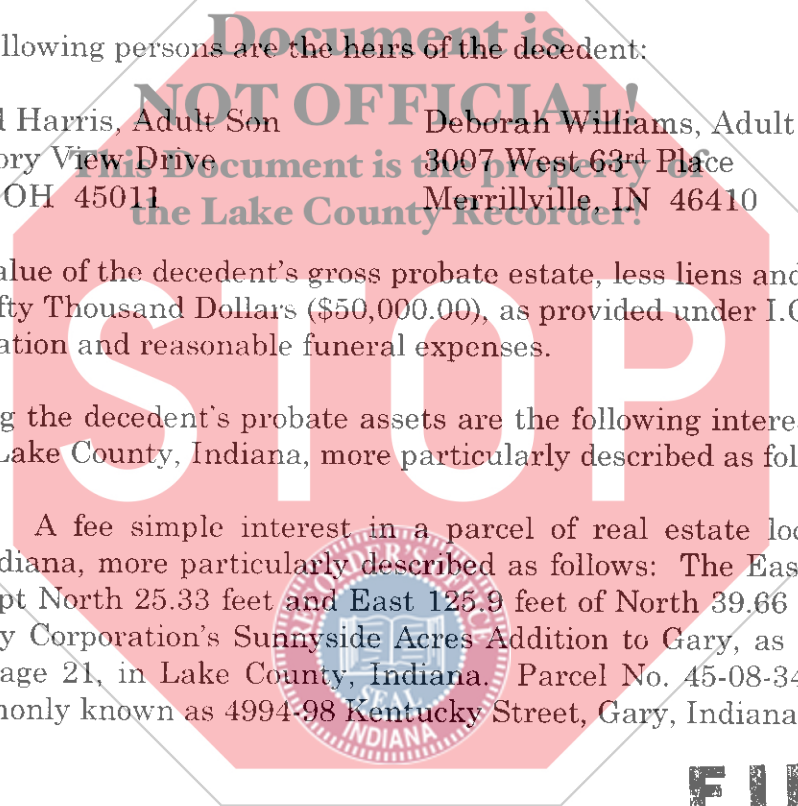 Document is
llowing persons are the heirs of the decedent:
NOT OFFICIAL!
l Harris, Adult Son Deborah Williams, Adult
ory View Drive 3007 West 63rd Place
This Document is the property of
OH 45011 Merrillville, IN 46410
the Lake County Recorder!
alue of the decedent's gross probate estate, less liens and
fty Thousand Dollars ($50,000.00), as provided under I.C
ation and reasonable funeral expenses.
STOP
g the decedent's probate assets are the following intere
Lake County, Indiana, more particularly described as fol
A fee simple interest in a parcel of real estate loc
diana, more particularly described as follows: The Eas
pt North 25.33 feet and East 125.9 feet of North 39.66
y Corporation's Sunnyside Acres Addition to Gary, as
age 21, in Lake County, Indiana. Parcel No. 45-08-34
monly known as 4994-98 Kentucky Street, Gary, Indiana
RECORDER'S OFFICE
SEAL
INDIANA